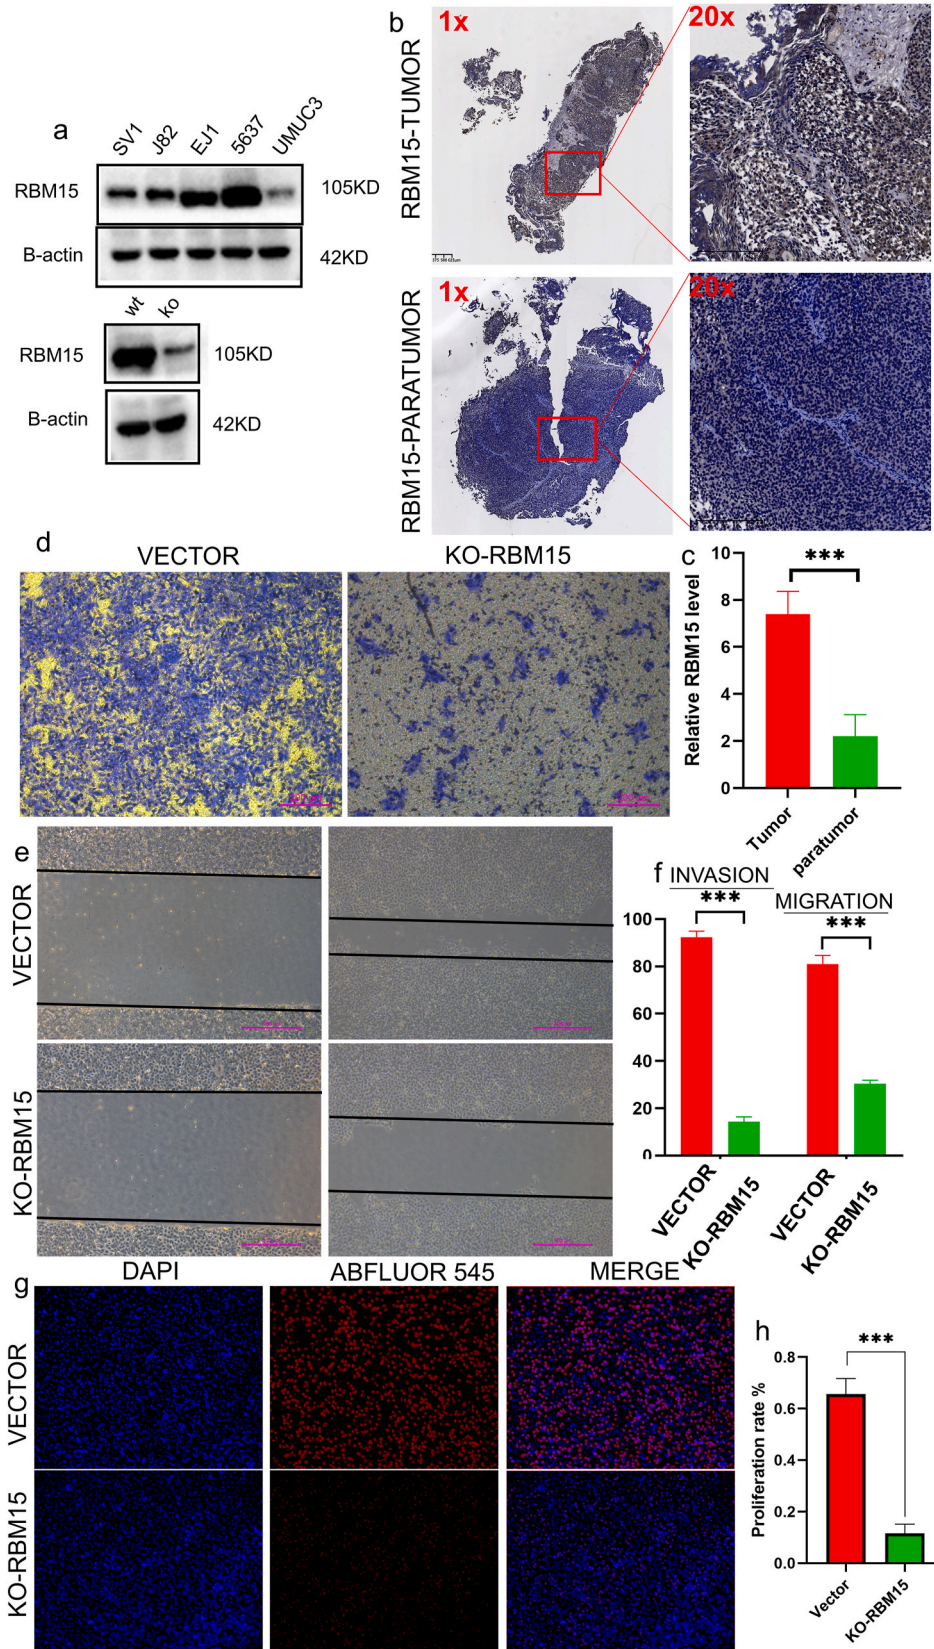 a
SV1
J82
EJ1
5637
UMUC3
RBM15
105KD
B-actin
42KD
wt
ko
RBM15
105KD
B-actin
42KD
b
RBM15-TUMOR
1x
20x
RBM15-PARATUMOR
1x
20x
c
Relative RBM15 level
10
8
6
4
2
0
***
Tumor
paratumor
d
VECTOR
KO-RBM15
e
VECTOR
KO-RBM15
f
INVASION
***
MIGRATION
***
100
80
60
40
20
0
VECTOR
KO-RBM15
VECTOR
KO-RBM15
g
DAPI
ABFLUOR 545
MERGE
VECTOR
KO-RBM15
h
Proliferation rate %
0.8
0.6
0.4
0.2
0.0
***
Vector
KO-RBM15